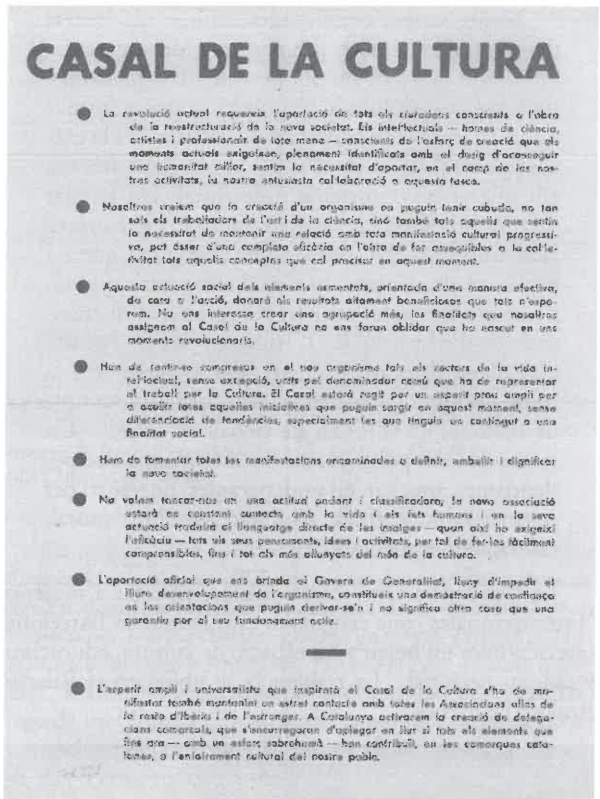 CASAL DE LA CULTURA
La revolució actual requereix l'aportació de tots els ciutadans conscients a l'obra
de la reestructuració de la nova societat. Els intel·lectuals — homes de ciència,
artistes i professionals de tota mena — conscients de l'esforç de creació que els
moments actuals exigeixen, plenament identificats amb el desig d'aconseguir
una humanitat millor, sentim la necessitat d'aportar, en el camp de les nos-
tres activitats, la nostra entusiasta col·laboració a aquesta tasca.
Nosaltres creiem que la creació d'un organisme on puguin tenir cabuda, no tan
sols els treballadors de l'art i de la ciència, sinó també tots aquells que sentin
la necessitat de mantenir una relació amb tota manifestació cultural progressi-
va, pot ésser d'una completa eficàcia en l'obra de fer assequibles a la col·lec-
tivitat tots aquells conceptes que cal precisar en aquest moment.
Aquesta actuació social dels elements esmentats, orientada d'una manera efectiva,
de cara a l'acció, donarà els resultats altament beneficiosos que tots n'espe-
rem. No ens interessa crear una agrupació més, les finalitats que nosaltres
assignem al Casal de la Cultura no ens faran oblidar que ha nascut en uns
moments revolucionaris.
Han de sentir-se compresos en el nou organisme tots els sectors de la vida in-
tel·lectual, sense excepció, units pel denominador comú que ha de representar
el treball per la Cultura. El Casal estarà regit per un esperit prou ampli per
a acollir totes aquelles iniciatives que puguin sorgir en aquest moment, sense
diferenciació de tendències, especialment les que tinguin un contingut o una
finalitat social.
Hem de fomentar totes les manifestacions encaminades a definir, embellir i dignificar
la nova societat.
No volem tancar-nos en una actitud pedant i classificadora, la nova associació
estarà en constant contacte amb la vida i els fets humans i en la seva
actuació traduirà al llenguatge directe de les imatges — quan així ho exigeixi
l'eficàcia — tots els seus pensaments, idees i activitats, per tal de fer-les fàcilment
comprensibles, fins i tot als més allunyats del món de la cultura.
L'aportació oficial que ens brinda el Govern de Generalitat, lluny d'impedir el
lliure desenvolupament de l'organisme, constitueix una demostració de confiança
en les orientacions que puguin derivar-se'n i no significa altra cosa que una
garantia per al seu funcionament actiu.
L'esperit ampli i universalista que inspirarà el Casal de la Cultura s'ha de ma-
nifestar també mantenint un estret contacte amb totes les Associacions afins de
la resta d'Ibèria i de l'estranger. A Catalunya activarem la creació de delega-
cions comarcals, que s'encarregaran d'aplegar en llur si tots els elements que
fins ara — amb un esforç sobrehumà — han contribuït, en les comarques cata-
lanes, a l'enlairament cultural del nostre poble.